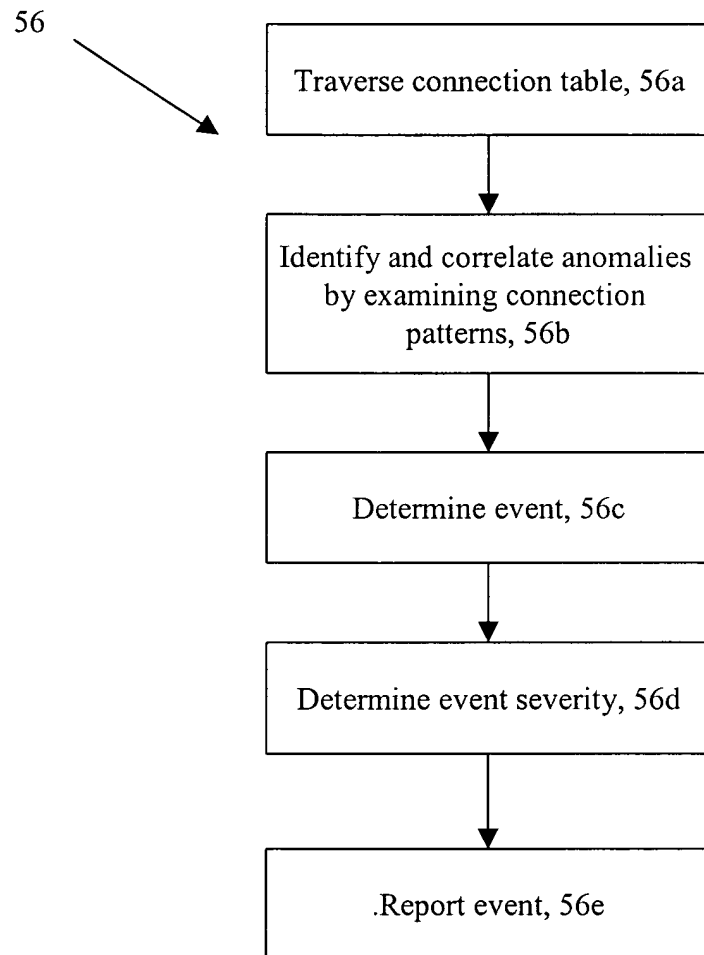 56
Traverse connection table, 56a
Identify and correlate anomalies
by examining connection
patterns, 56b
Determine event, 56c
Determine event severity, 56d
.Report event, 56e